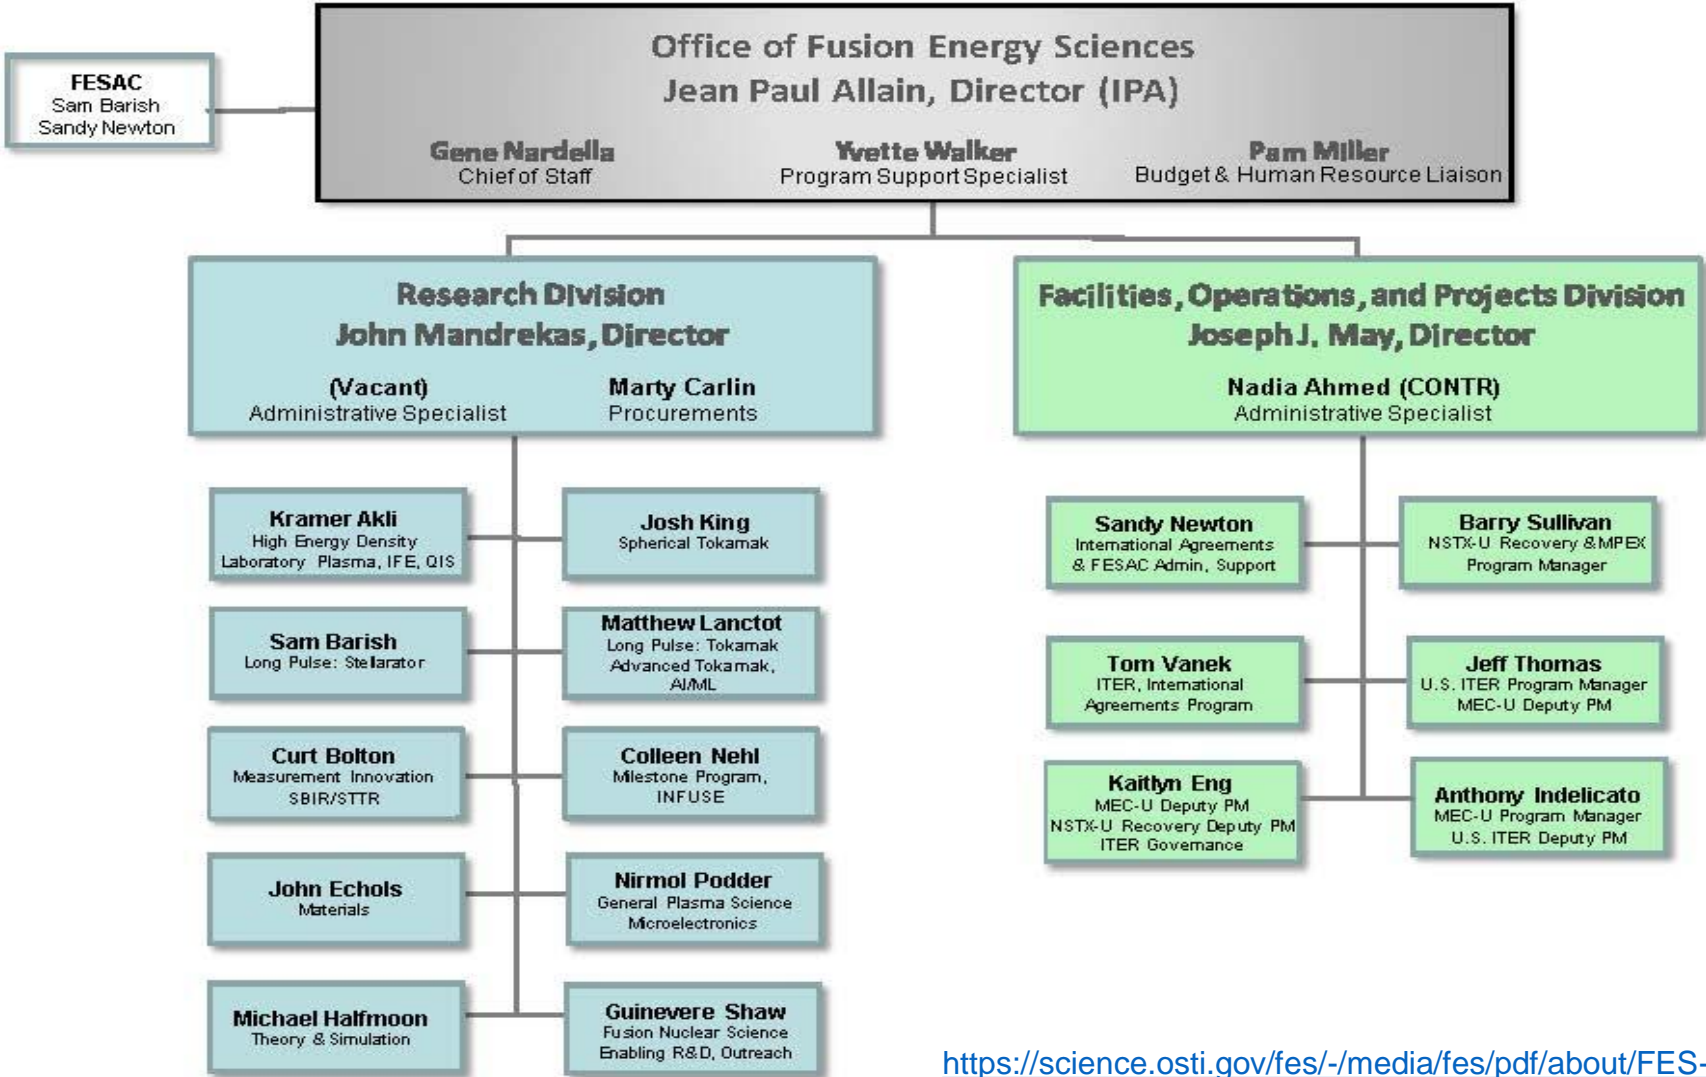 Office of Fusion Energy Sciences
Jean Paul Allain, Director (IPA)
Gene Nardella
Chief of Staff
Yvette Walker
Program Support Specialist
Pam Miller
Budget & Human Resource Liaison
FESAC
Sam Barish
Sandy Newton
Research Division
John Mandrekas, Director
(Vacant)
Administrative Specialist
Marty Carlin
Procurements
Kramer Akli
High Energy Density
Laboratory Plasma, IFE, QIS
Josh King
Spherical Tokamak
Sam Barish
Long Pulse: Stellarator
Matthew Lanctot
Long Pulse: Tokamak
Advanced Tokamak,
AI/ML
Curt Bolton
Measurement Innovation
SBIR/STTR
Colleen Nehl
Milestone Program,
INFUSE
John Echols
Materials
Nirmol Podder
General Plasma Science
Microelectronics
Michael Halfmoon
Theory & Simulation
Guinevere Shaw
Fusion Nuclear Science
Enabling R&D, Outreach
Facilities, Operations, and Projects Division
Joseph J. May, Director
Nadia Ahmed (CONTR)
Administrative Specialist
Sandy Newton
International Agreements
& FESAC Admin. Support
Barry Sullivan
NSTX-U Recovery & MPEX
Program Manager
Tom Vanek
ITER, International
Agreements Program
Jeff Thomas
U.S. ITER Program Manager
MEC-U Deputy PM
Kaitlyn Eng
MEC-U Deputy PM
NSTX-U Recovery Deputy PM
ITER Governance
Anthony Indelicato
MEC-U Program Manager
U.S. ITER Deputy PM
https://science.osti.gov/fes/-/media/fes/pdf/about/FES-